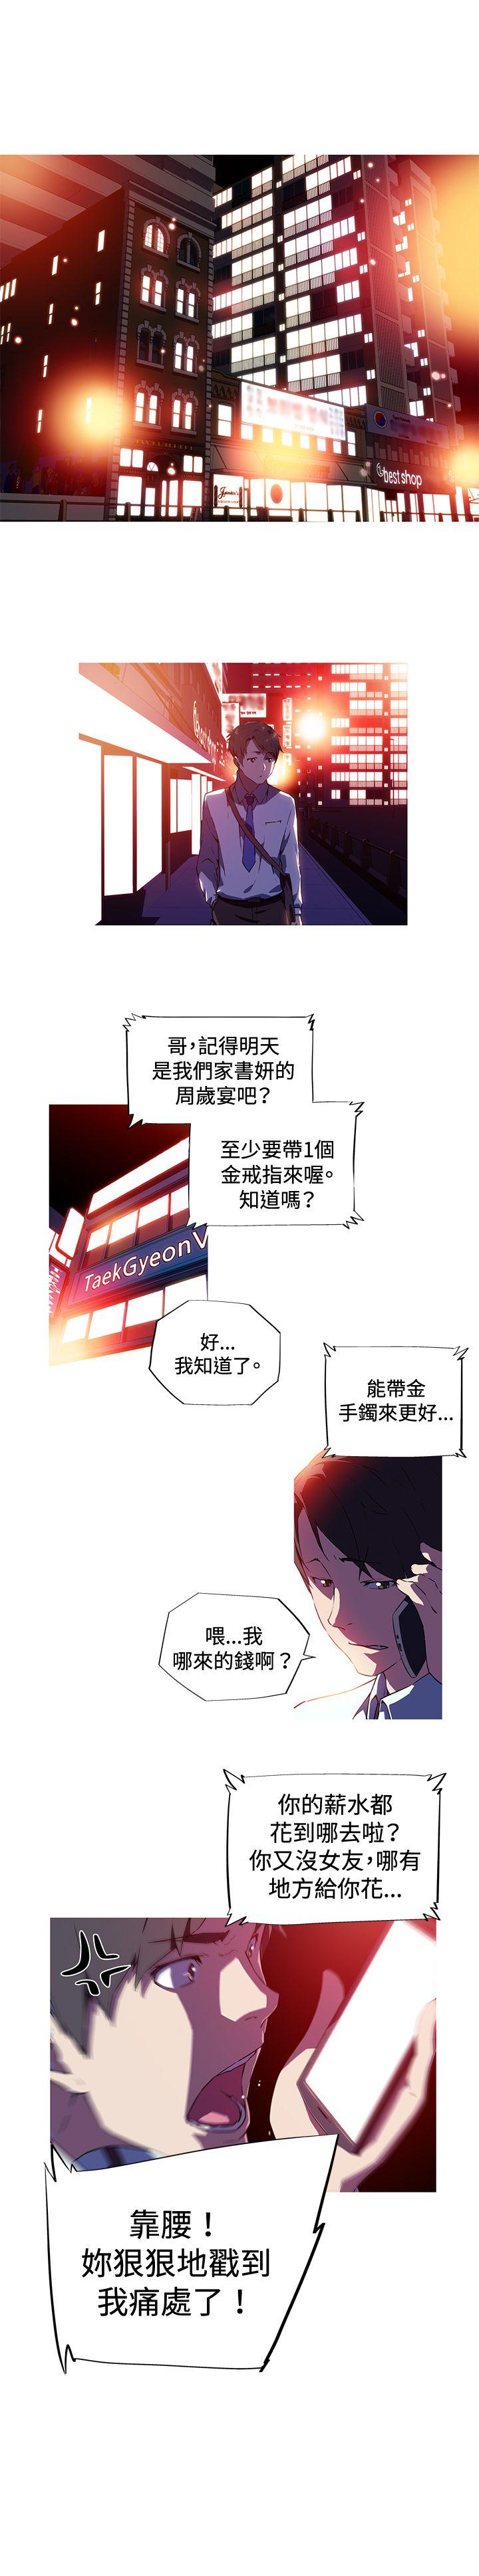 best shop
哥，記得明天
是我們家書妍的
周歲宴吧？
至少要帶1個
金戒指來喔。
知道嗎？
TaekGyeonV
好...
我知道了。
能帶金
手鐲來更好...
喂...我
哪來的錢啊？
你的薪水都
花到哪去啦？
你又沒女友，哪有
地方給你花...
靠腰！
妳狠狠地戳到
我痛處了！